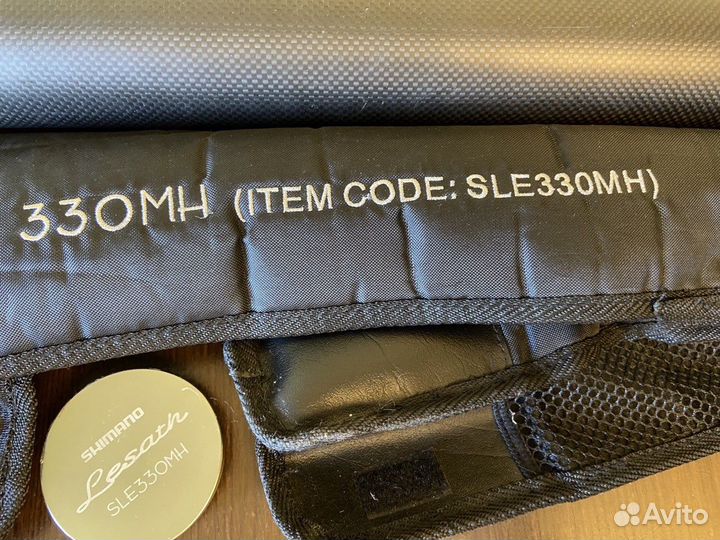 330MH (ITEM CODE: SLE330MH)
SHIMANO
Lesath
SLE330MH
Avito